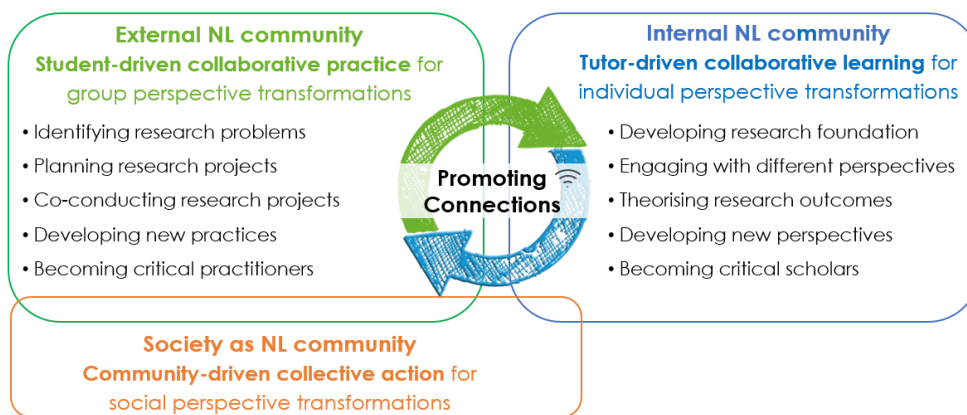 External NL community
Student-driven collaborative practice for
group perspective transformations
• Identifying research problems
• Planning research projects
• Co-conducting research projects
• Developing new practices
• Becoming critical practitioners
Promoting
Connections
Internal NL community
Tutor-driven collaborative learning for
individual perspective transformations
• Developing research foundation
• Engaging with different perspectives
• Theorising research outcomes
• Developing new perspectives
• Becoming critical scholars
Society as NL community
Community-driven collective action for
social perspective transformations